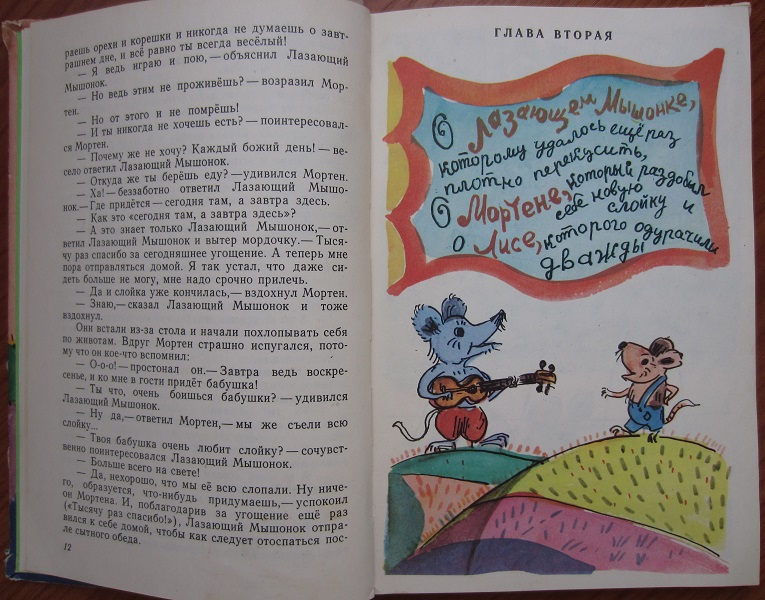 раешь орехи и корешки и никогда не думаешь о завт-
рашнем дне, и всё равно ты всегда весёлый!
— Я ведь играю и пою,— объяснил Лазающий
Мышонок.
— Но ведь этим не проживёшь? — возразил Мор-
тен.
— Но от этого и не помрёшь!
— И ты никогда не хочешь есть? — поинтересовал-
ся Мортен.
— Почему же не хочу? Каждый божий день! — ве-
село ответил Лазающий Мышонок.
— Откуда же ты берёшь еду? — удивился Мортен.
— Ха! — беззаботно ответил Лазающий Мышо-
нок.— Где придётся — сегодня там, а завтра здесь.
— Как это «сегодня там, а завтра здесь»?
— А это знает только Лазающий Мышонок,— от-
ветил Лазающий Мышонок и вытер мордочку.— Тыся-
чу раз спасибо за сегодняшнее угощение. А теперь мне
пора отправляться домой. Я так устал, что даже си-
деть больше не могу, мне надо срочно прилечь.
— Да и слойка уже кончилась,— вздохнул Мортен.
— Знаю,— сказал Лазающий Мышонок и тоже
вздохнул.
Они встали из-за стола и начали похлопывать себя
по животам. Вдруг Мортен страшно испугался, пото-
му что он кое-что вспомнил:
— О-о-о! — простонал он.— Завтра ведь воскре-
сенье, и ко мне в гости придёт бабушка!
— Ты что, очень боишься бабушки? — удивился
Лазающий Мышонок.
— Ну да,— ответил Мортен,— мы же съели всю
слойку...
— Твоя бабушка очень любит слойку? — сочувст-
венно поинтересовался Лазающий Мышонок.
— Больше всего на свете!
— Да, нехорошо, что мы её всю слопали. Ну ниче-
го, образуется, что-нибудь придумаешь,— успокоил
он Мортена. И, поблагодарив за угощение ещё раз
(«Тысячу раз спасибо!»), Лазающий Мышонок отпра-
вился к себе домой, чтобы как следует отоспаться пос-
ле сытного обеда.
12
ГЛАВА ВТОРАЯ
О Лазающем Мышонке,
которому удалось ещё раз
плотно перекусить,
О Мортене, который раздобыл
себе новую слойку и
о Лисе, которого одурачили
дважды